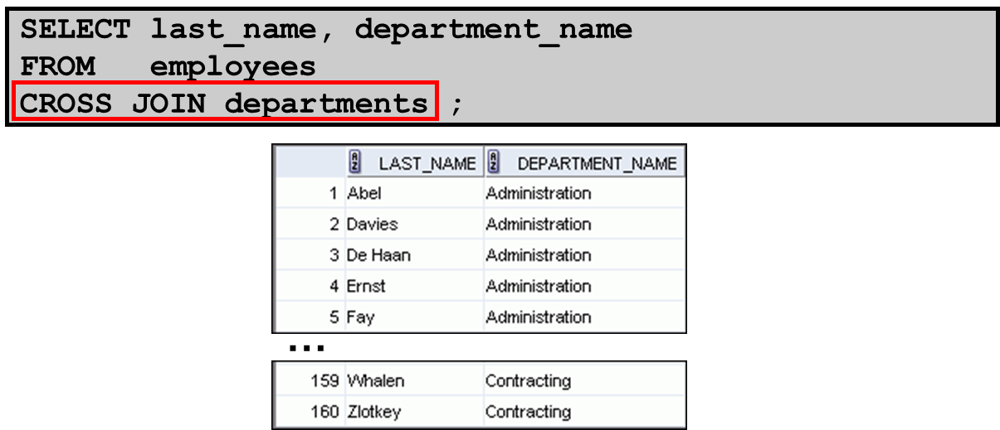 SELECT last_name, department_name
FROM employees
CROSS JOIN departments ;
LAST_NAME DEPARTMENT_NAME
1 Abel Administration
2 Davies Administration
3 De Haan Administration
4 Ernst Administration
5 Fay Administration
...
159 Whalen Contracting
160 Zlotkey Contracting